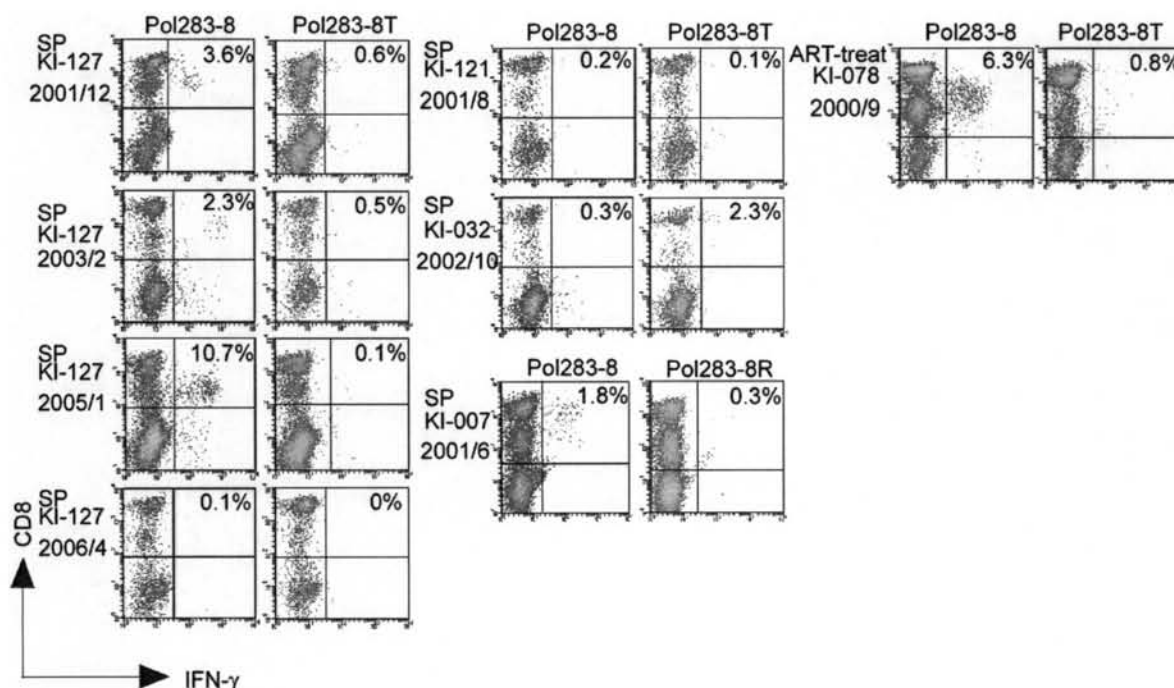 Pol283-8 Pol283-8T
SP
KI-127
2001/12
3.6% 0.6%
SP
KI-127
2003/2
2.3% 0.5%
SP
KI-127
2005/1
10.7% 0.1%
SP
KI-127
2006/4
0.1% 0%
CD8
IFN-γ
Pol283-8 Pol283-8T
SP
KI-121
2001/8
0.2% 0.1%
SP
KI-032
2002/10
0.3% 2.3%
Pol283-8 Pol283-8R
SP
KI-007
2001/6
1.8% 0.3%
Pol283-8 Pol283-8T
ART-treat
KI-078
2000/9
6.3% 0.8%